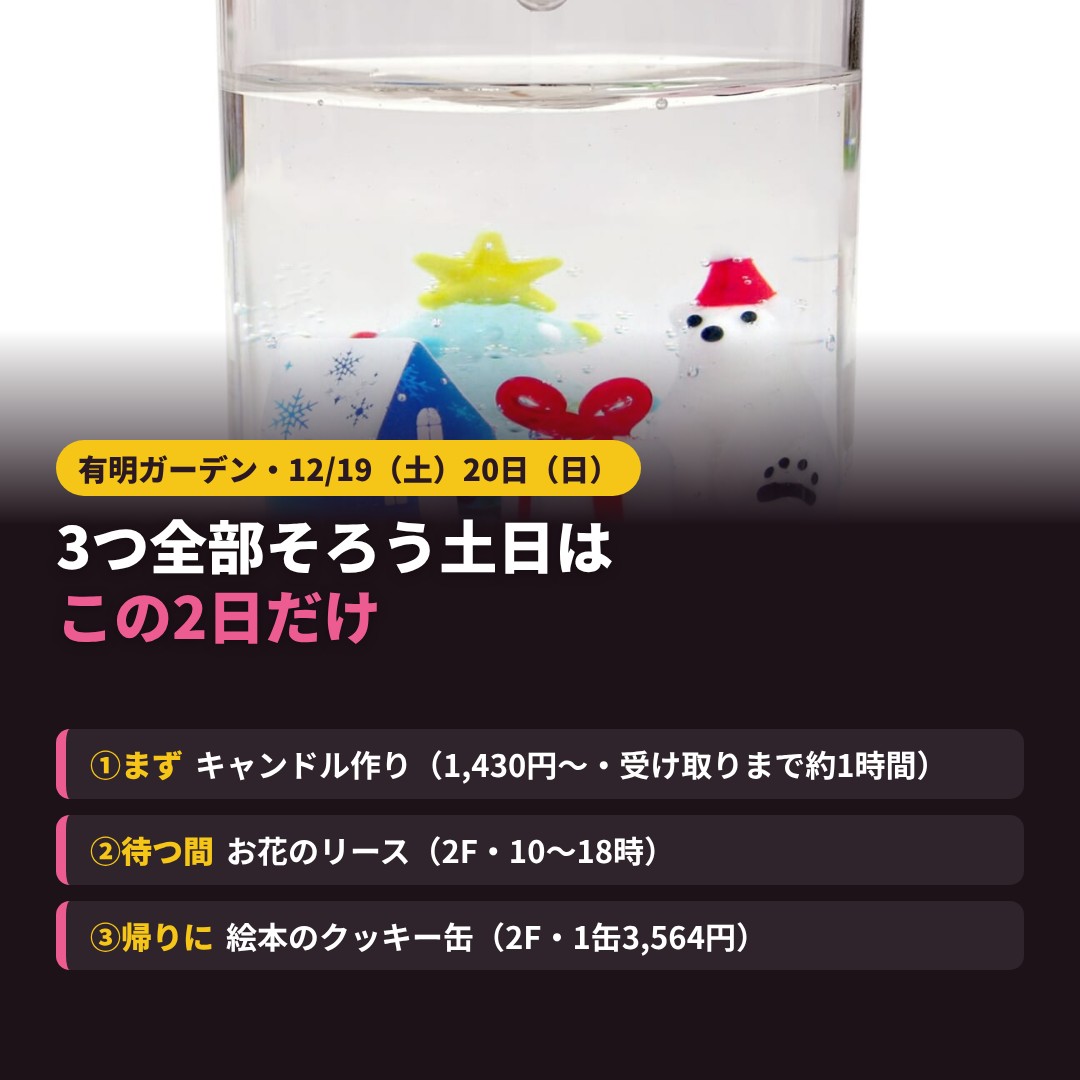 有明ガーデン・12/19（土）20日（日）
3つ全部そろう土日は
この2日だけ
①まず キャンドル作り（1,430円〜・受け取りまで約1時間）
②待つ間 お花のリース（2F・10〜18時）
③帰りに 絵本のクッキー缶（2F・1缶3,564円）